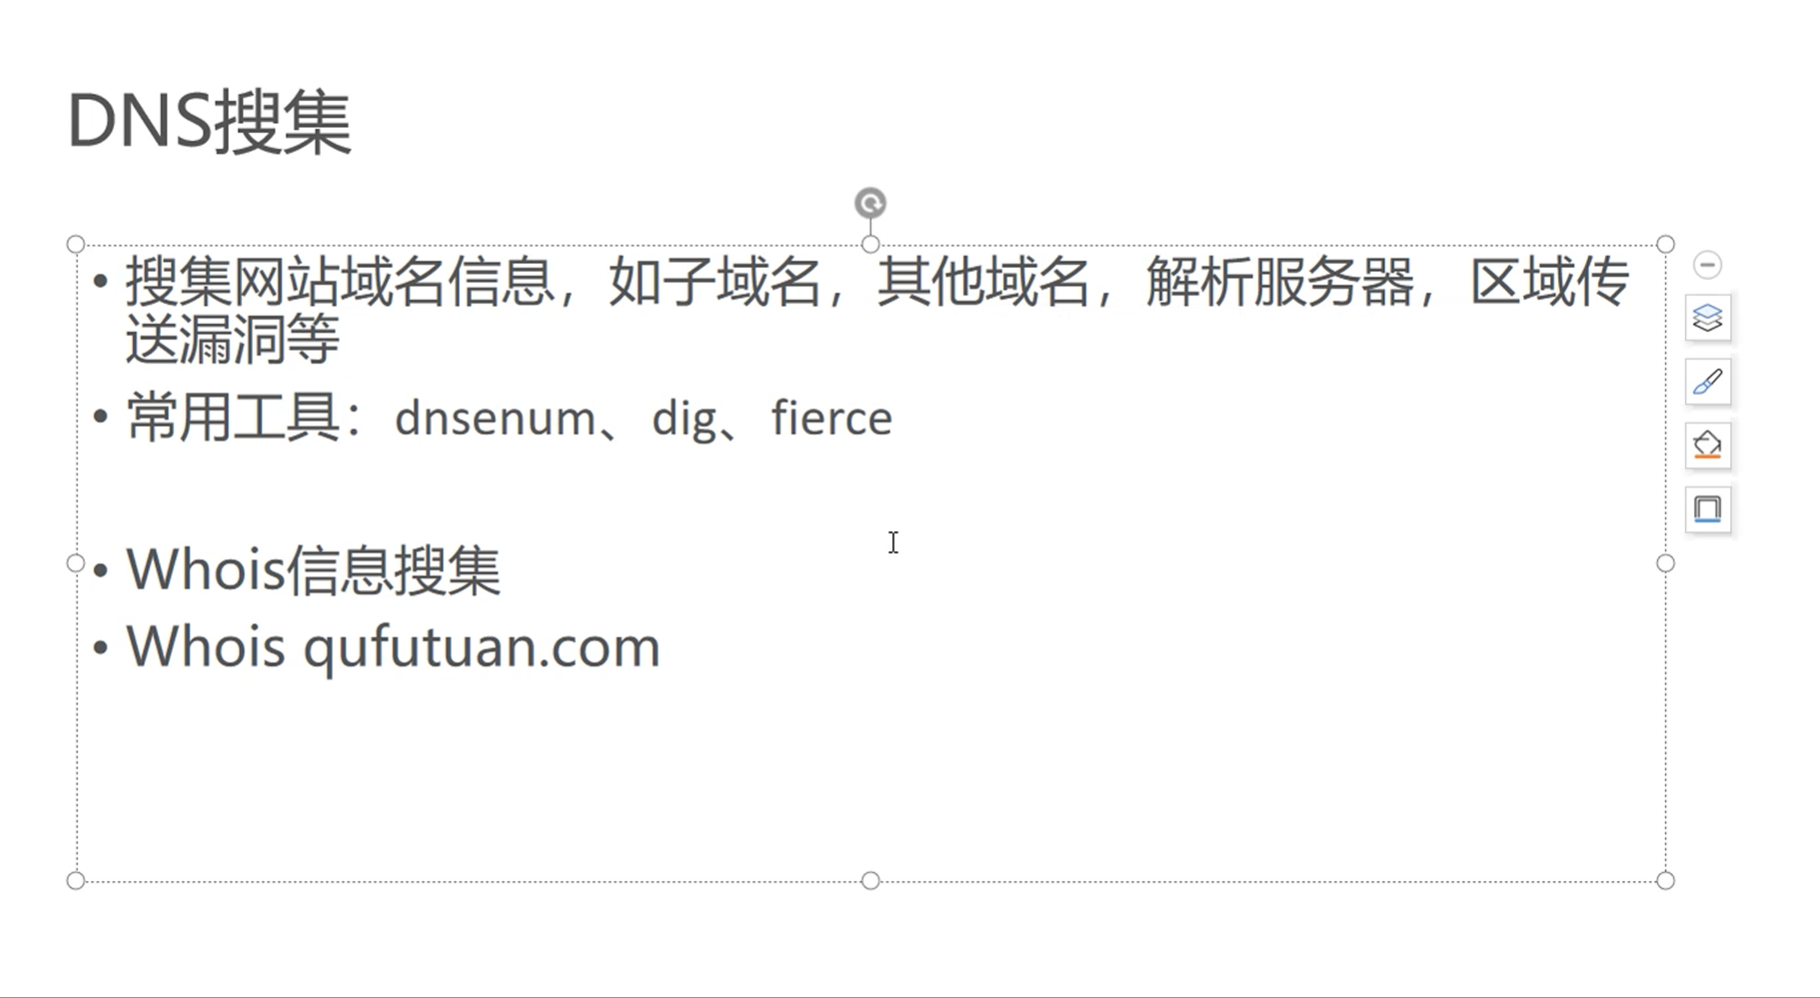 DNS搜集
• 搜集网站域名信息，如子域名，其他域名，解析服务器，区域传
送漏洞等
• 常用工具：dnsenum、dig、fierce
• Whois信息搜集
• Whois qufutuan.com